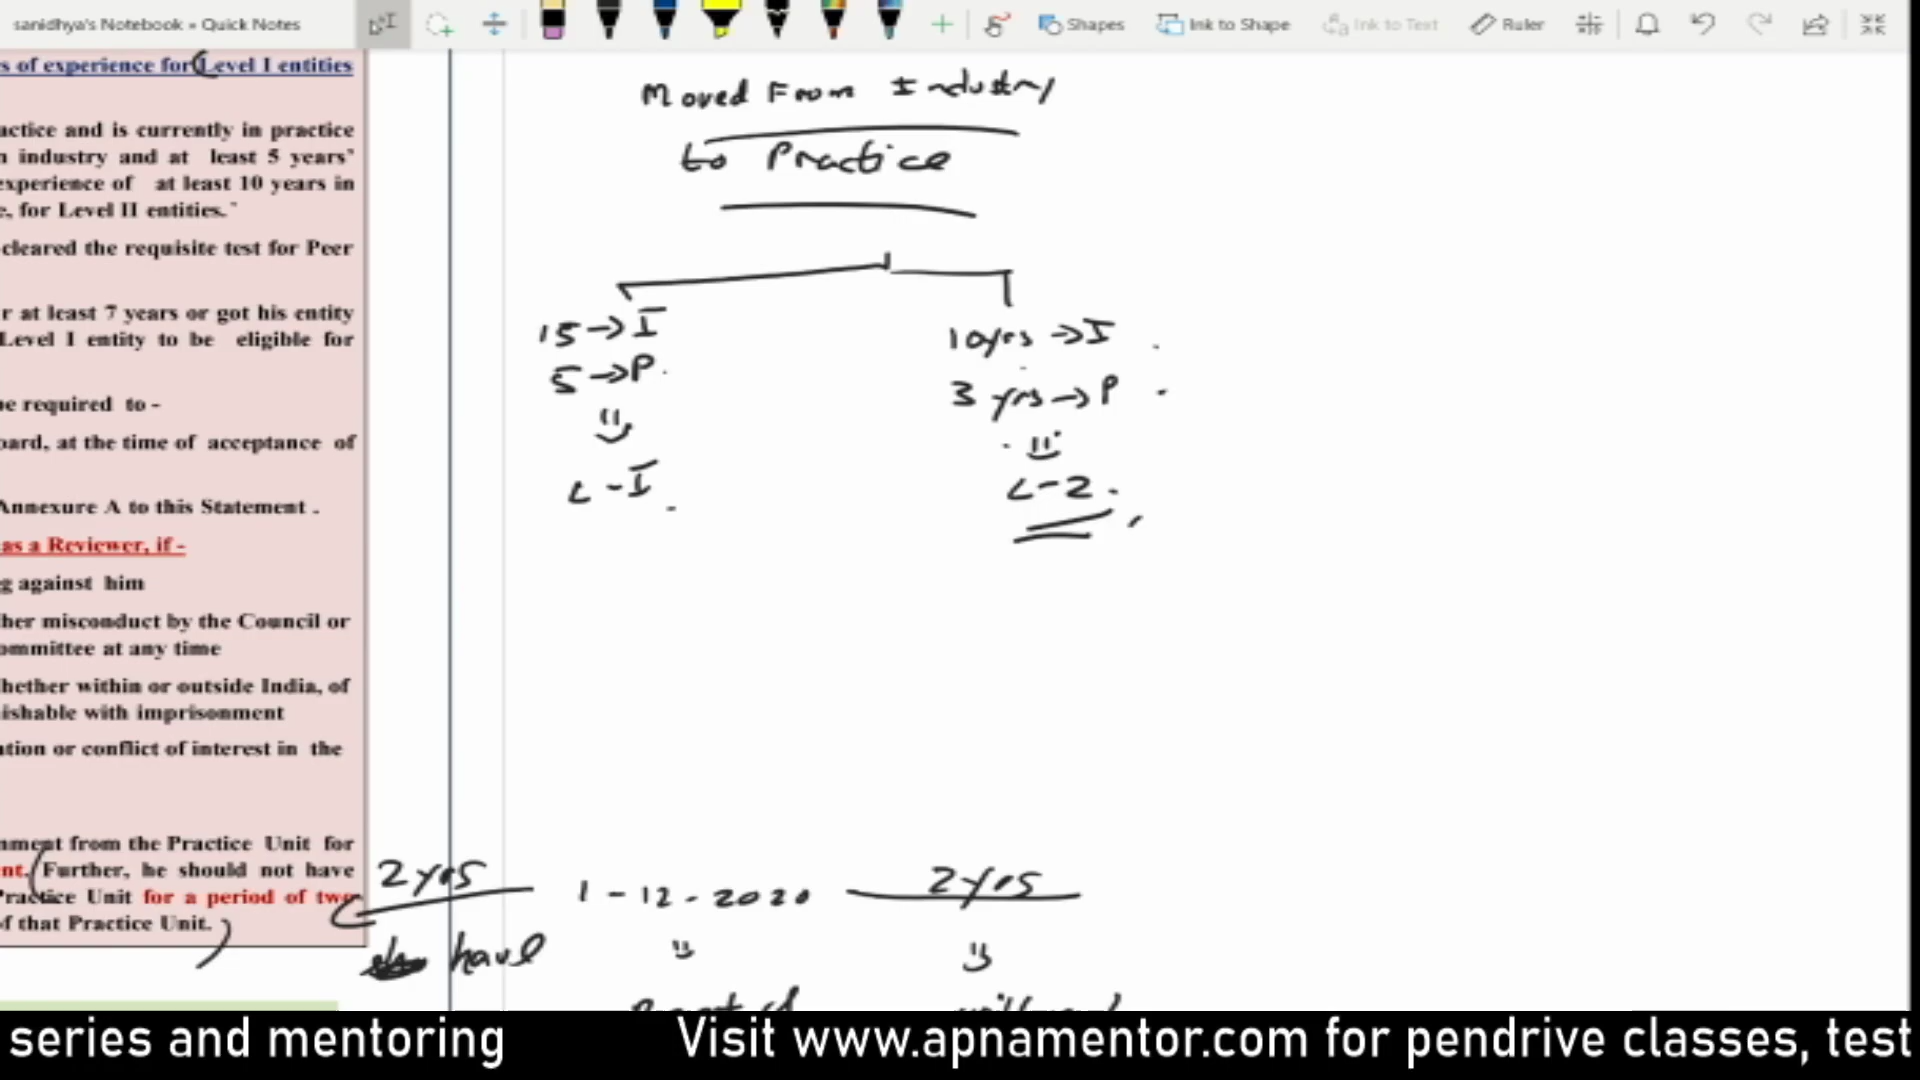 sanidhya's Notebook » Quick Notes
Shapes
Ink to Shape
Ink to Text
Ruler
s of experience for Level I entities
actice and is currently in practice
n industry and at least 5 years'
experience of at least 10 years in
e, for Level II entities.`
cleared the requisite test for Peer
r at least 7 years or got his entity
Level I entity to be eligible for
be required to -
oard, at the time of acceptance of
Annexure A to this Statement .
as a Reviewer, if -
g against him
her misconduct by the Council or
ommittee at any time
hether within or outside India, of
ishable with imprisonment
ation or conflict of interest in the
nment from the Practice Unit for
nt. Further, he should not have
Practice Unit for a period of two
f that Practice Unit.
Moved From Industry
to Practice
15 → I
5 → P.
L - I
10yrs → I
3 yrs → P
L - 2.
2yrs
1 - 12 - 2020
2yrs
have
series and mentoring
Visit www.apnamentor.com for pendrive classes, test